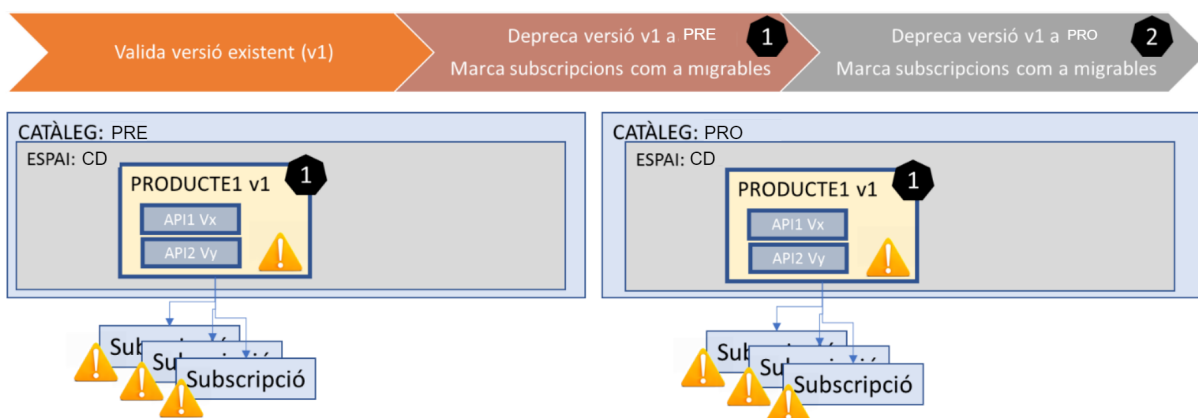 Valida versió existent (v1)
Depreca versió v1 a PRE
Marca subscripcions com a migrables
1
Depreca versió v1 a PRO
Marca subscripcions com a migrables
2
CATÀLEG: PRE
ESPAI: CD
PRODUCTE1 v1
1
API1 Vx
API2 Vy
Subscripció
CATÀLEG: PRO
ESPAI: CD
PRODUCTE1 v1
1
API1 Vx
API2 Vy
Subscripció